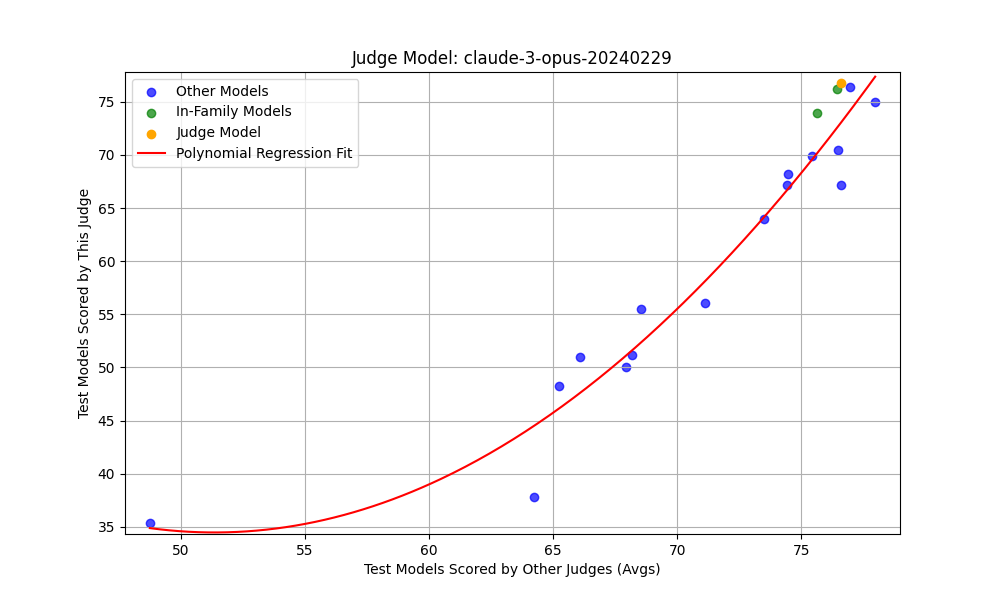 Judge Model: claude-3-opus-20240229
Other Models
In-Family Models
Judge Model
Polynomial Regression Fit
Test Models Scored by This Judge
75
70
65
60
55
50
45
40
35
50
55
60
65
70
75
Test Models Scored by Other Judges (Avgs)